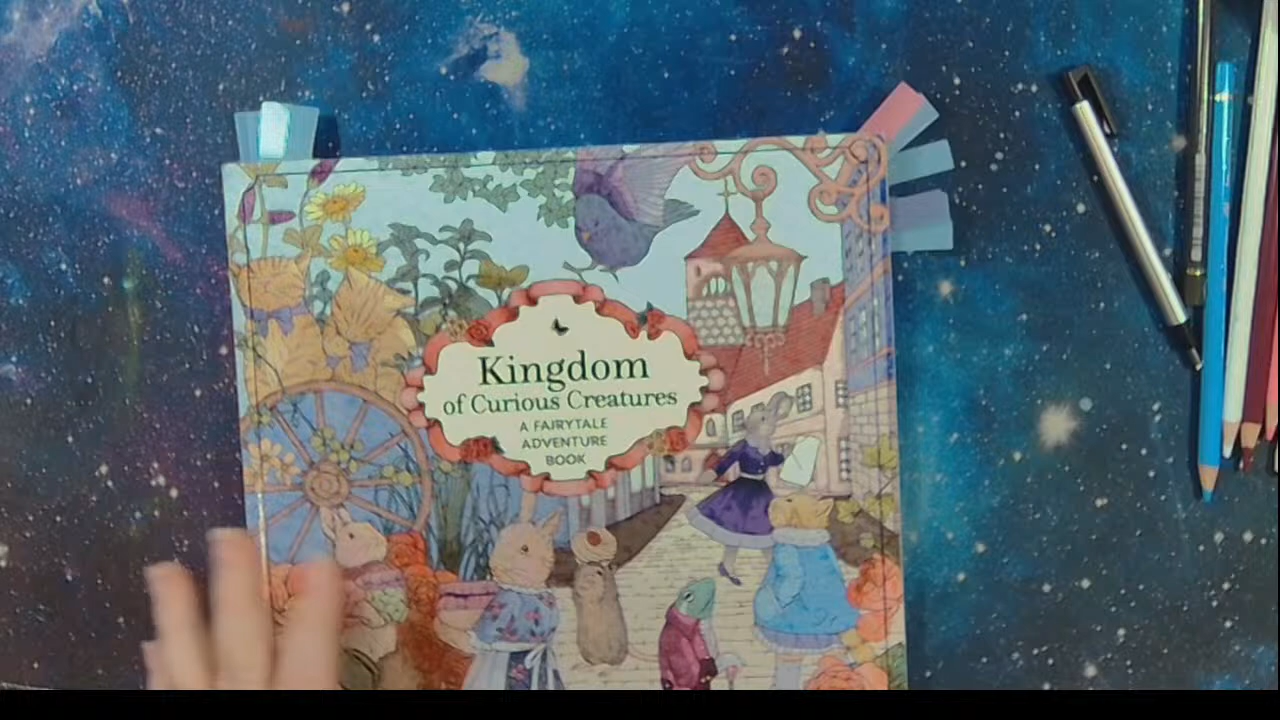 Kingdom
of Curious Creatures
A FAIRYTALE
ADVENTURE
BOOK